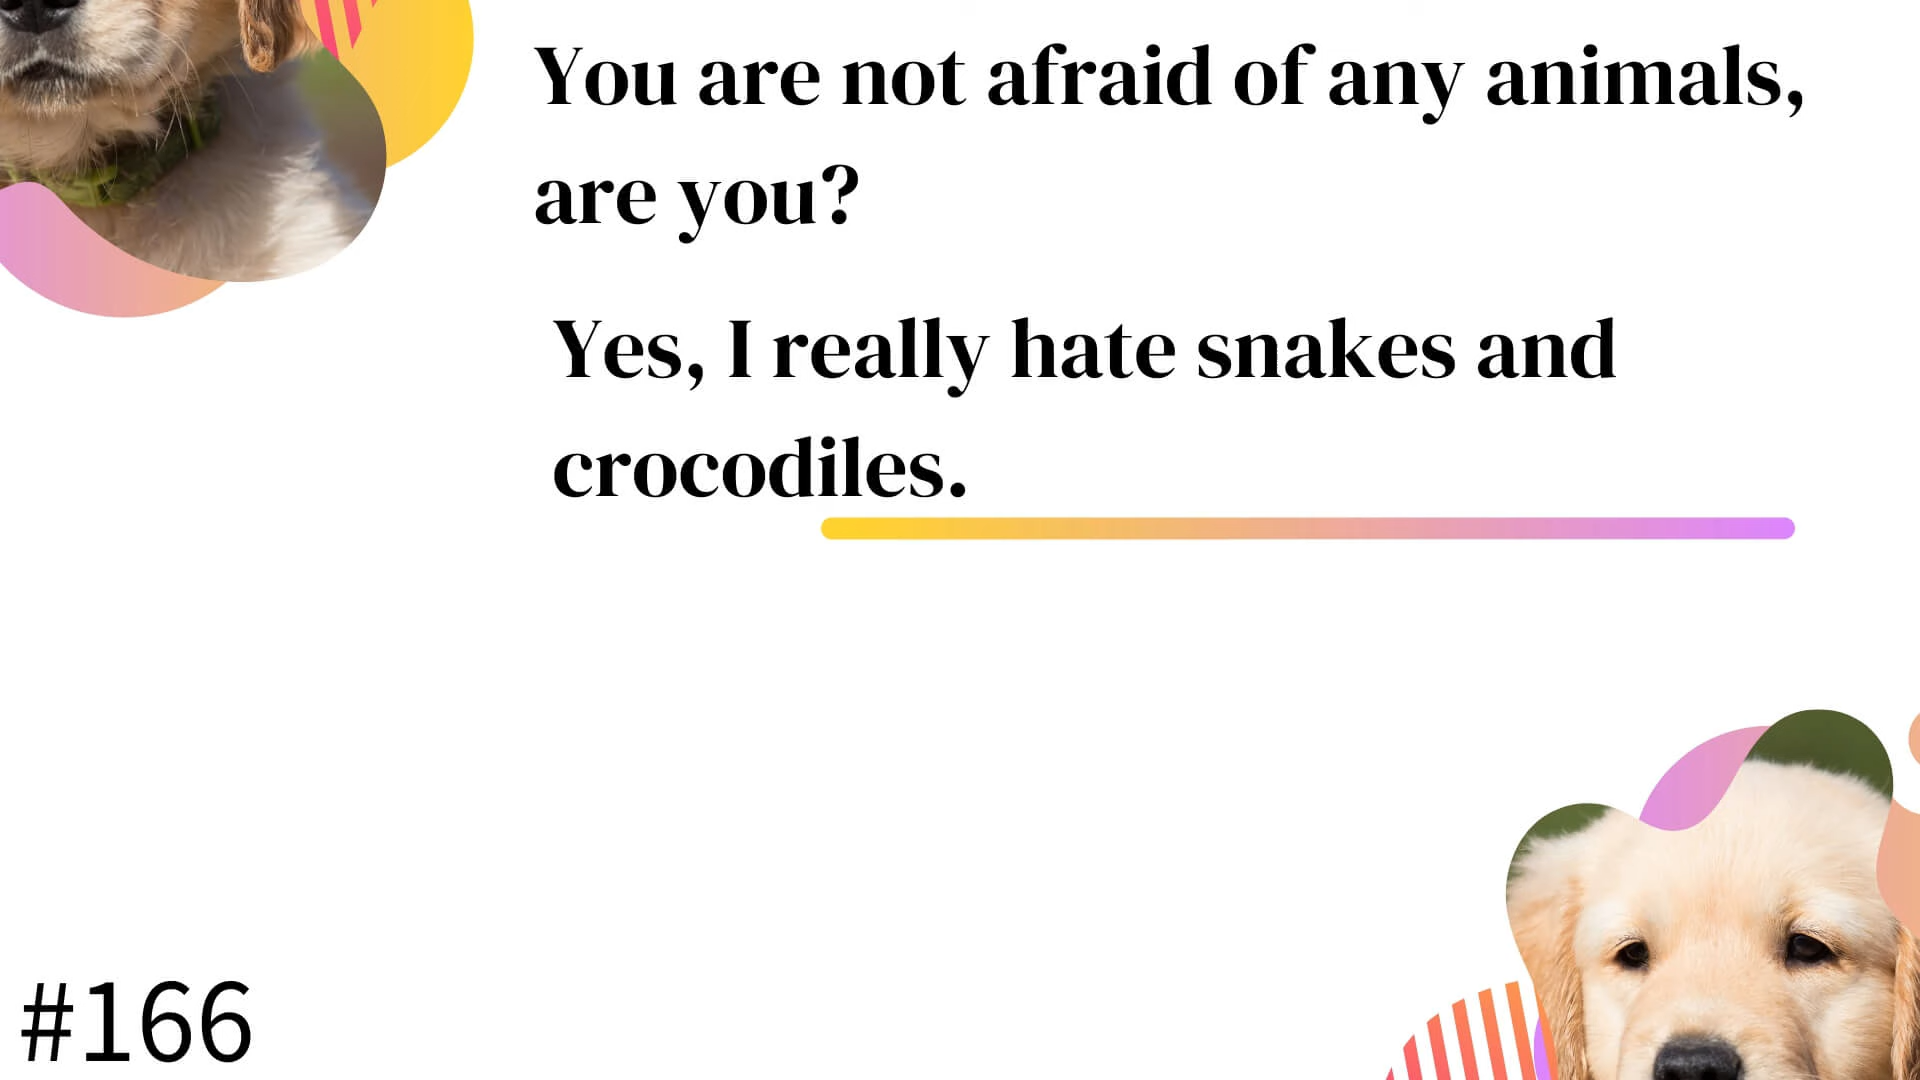 You are not afraid of any animals,
are you?
Yes, I really hate snakes and
crocodiles.
#166